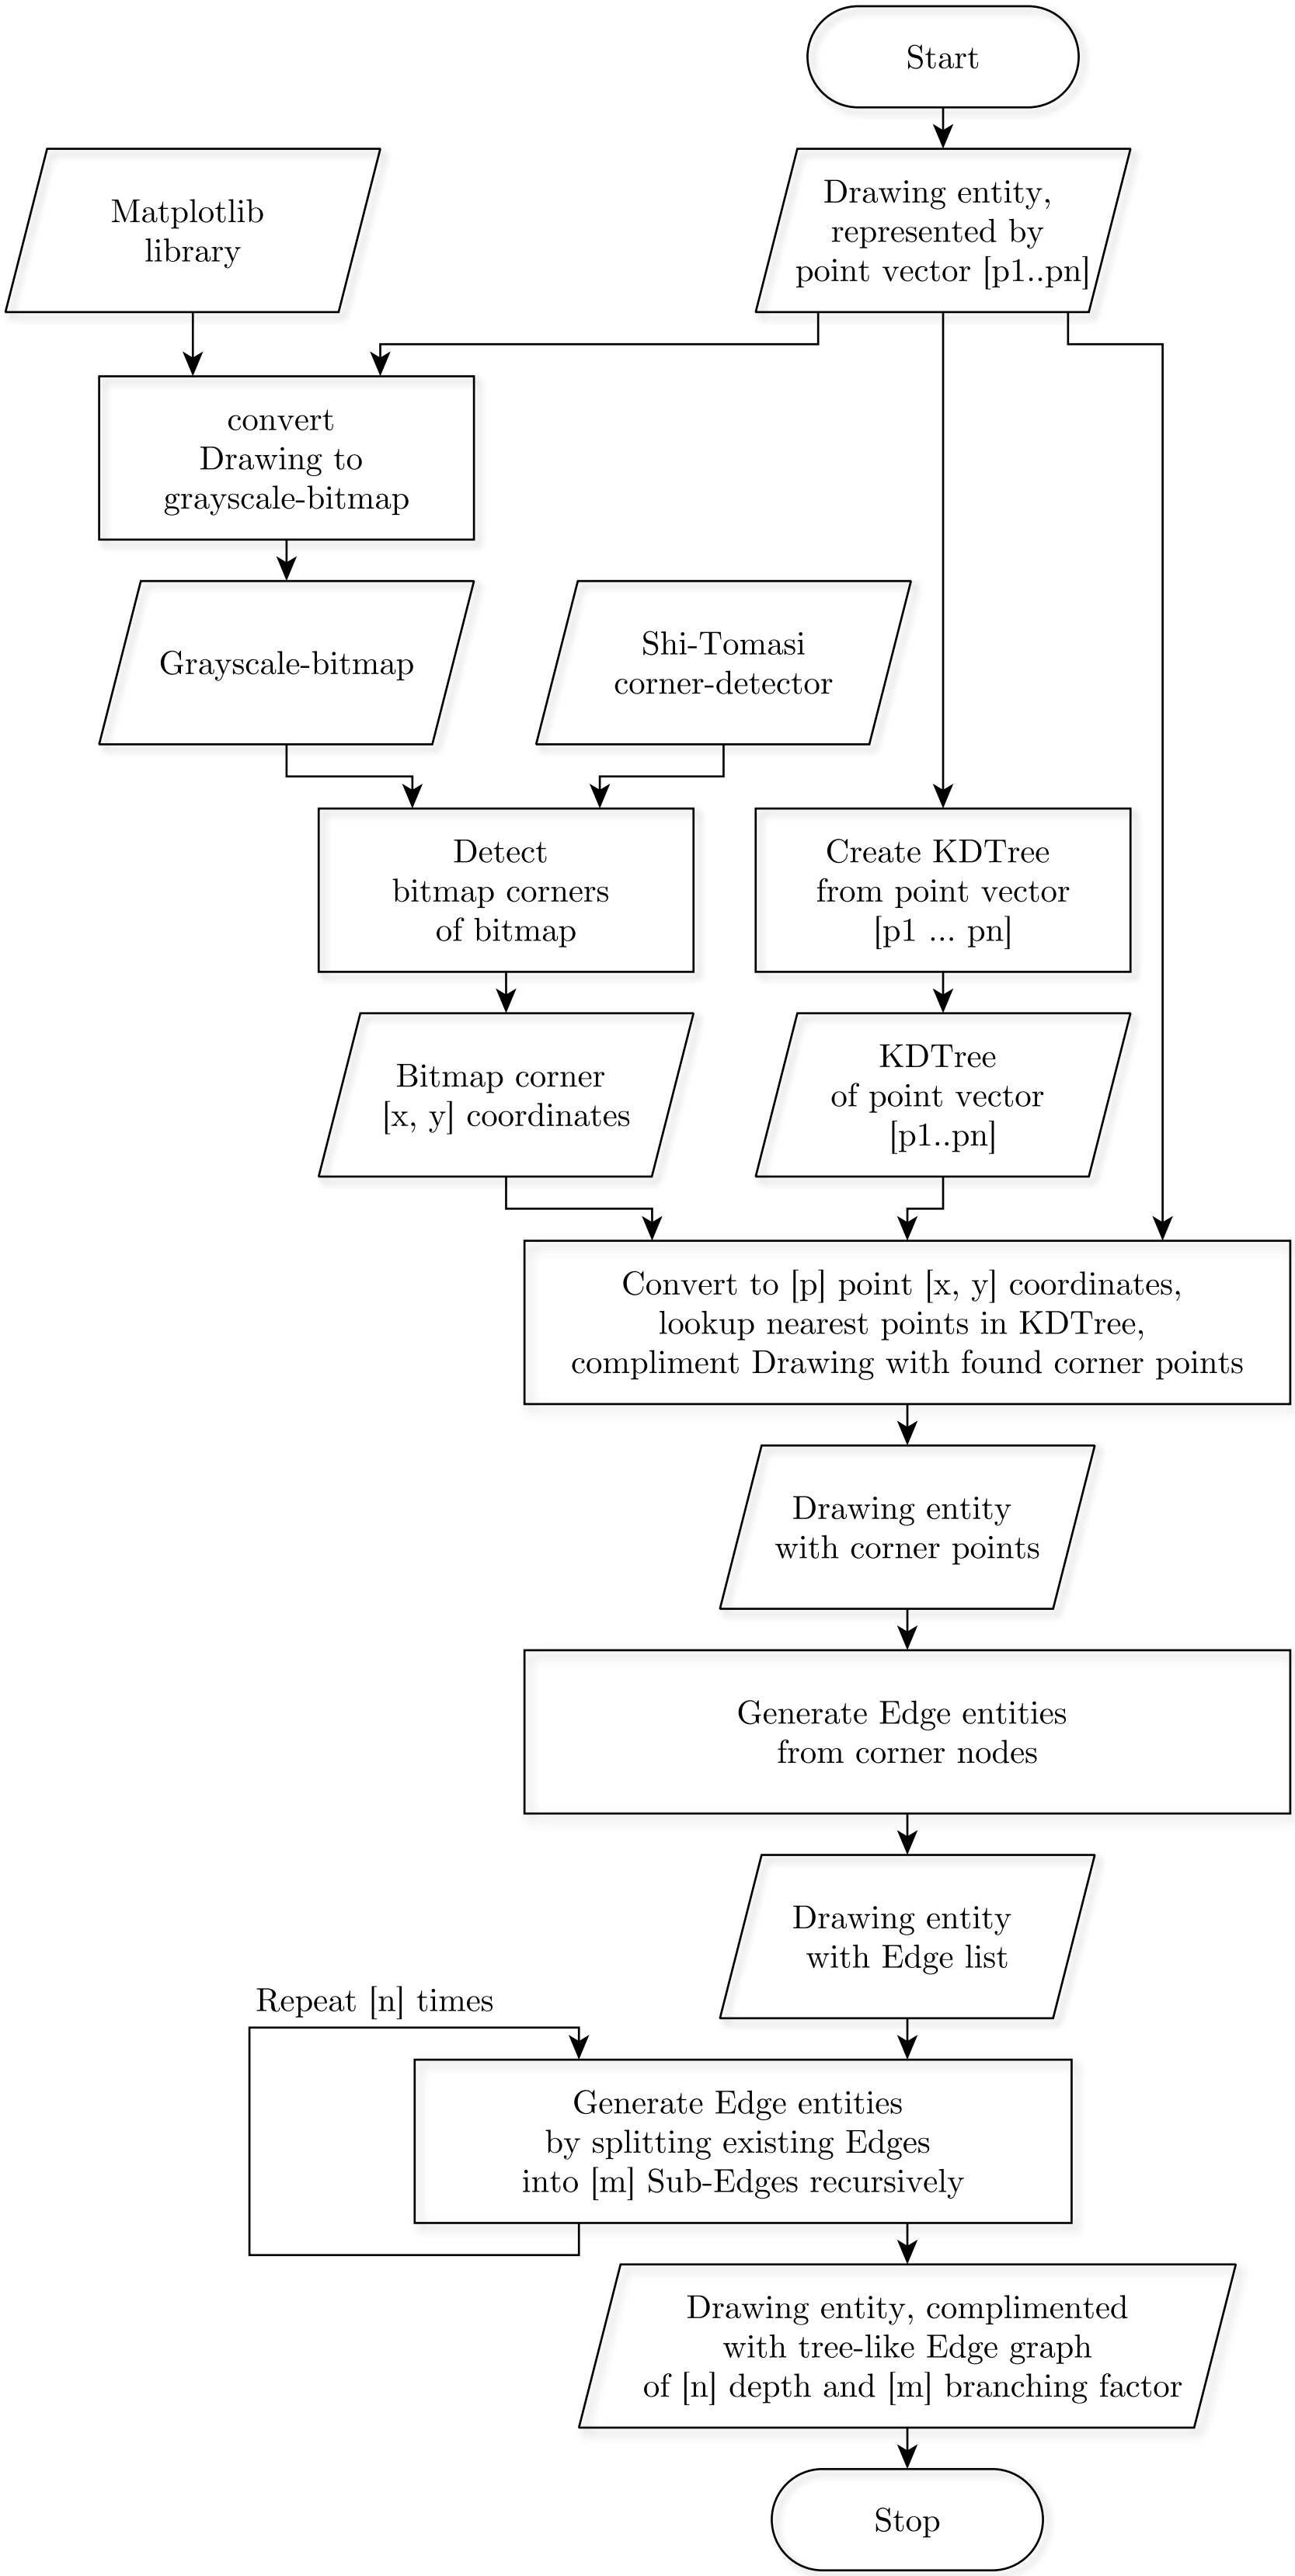 Start
Drawing entity,
represented by
point vector [p1..pn]
Matplotlib
library
convert
Drawing to
grayscale-bitmap
Grayscale-bitmap
Shi-Tomasi
corner-detector
Detect
bitmap corners
of bitmap
Create KDTree
from point vector
[p1 ... pn]
Bitmap corner
[x, y] coordinates
KDTree
of point vector
[p1..pn]
Convert to [p] point [x, y] coordinates,
lookup nearest points in KDTree,
compliment Drawing with found corner points
Drawing entity
with corner points
Generate Edge entities
from corner nodes
Drawing entity
with Edge list
Repeat [n] times
Generate Edge entities
by splitting existing Edges
into [m] Sub-Edges recursively
Drawing entity, complimented
with tree-like Edge graph
of [n] depth and [m] branching factor
Stop